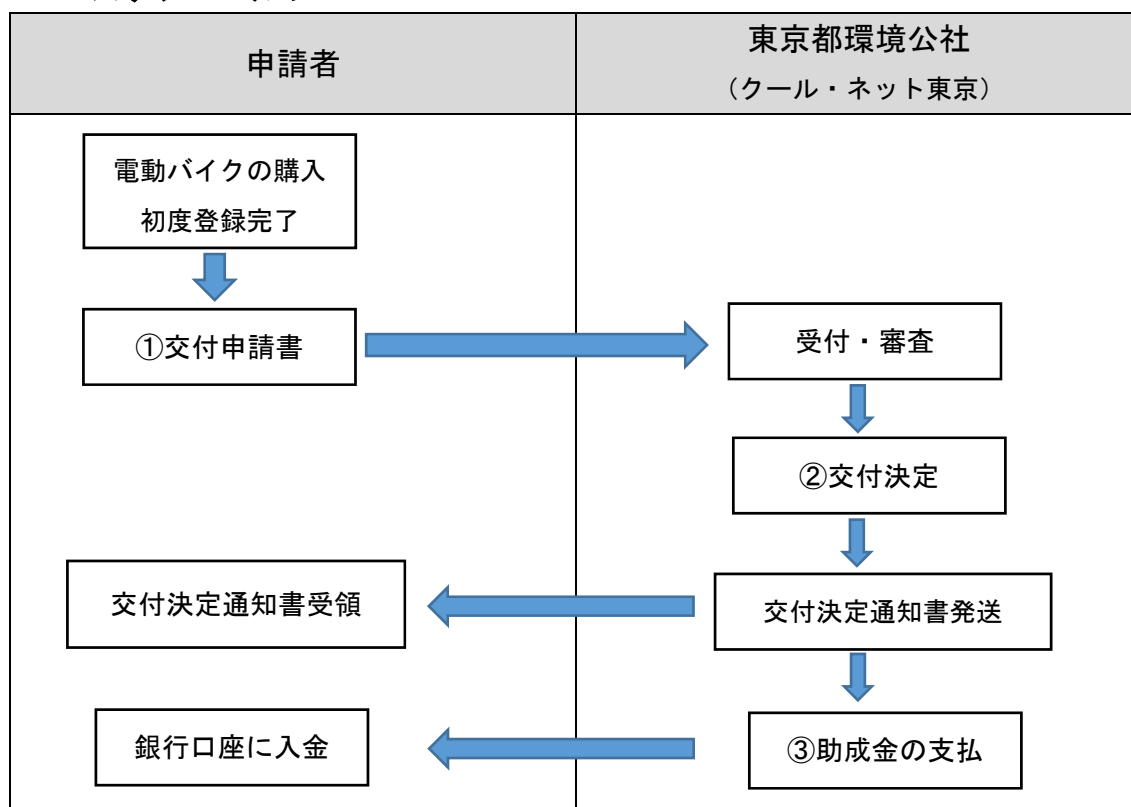 申請者
東京都環境公社
（クール・ネット東京）
電動バイクの購入
初度登録完了
①交付申請書
受付・審査
②交付決定
交付決定通知書受領
交付決定通知書発送
銀行口座に入金
③助成金の支払